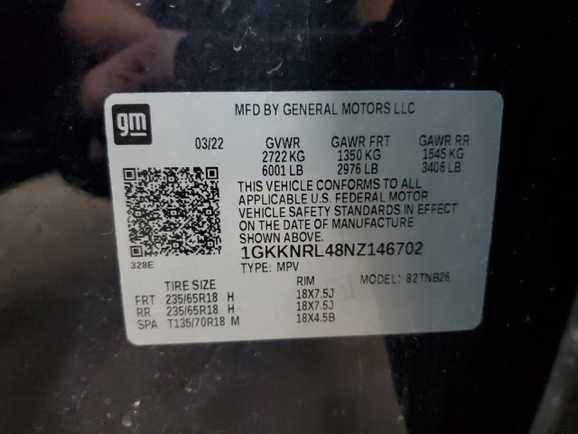 gm
MFD BY GENERAL MOTORS LLC
03/22 GVWR GAWR FRT GAWR RR
2722 KG 1350 KG 1545 KG
6001 LB 2976 LB 3406 LB
THIS VEHICLE CONFORMS TO ALL
APPLICABLE U.S. FEDERAL MOTOR
VEHICLE SAFETY STANDARDS IN EFFECT
ON THE DATE OF MANUFACTURE
SHOWN ABOVE.
1GKKNRL48NZ146702
328E
TYPE: MPV MODEL: 82TNB26
TIRE SIZE RIM
FRT 235/65R18 H 18X7.5J
RR 235/65R18 H 18X7.5J
SPA T135/70R18 M 18X4.5B